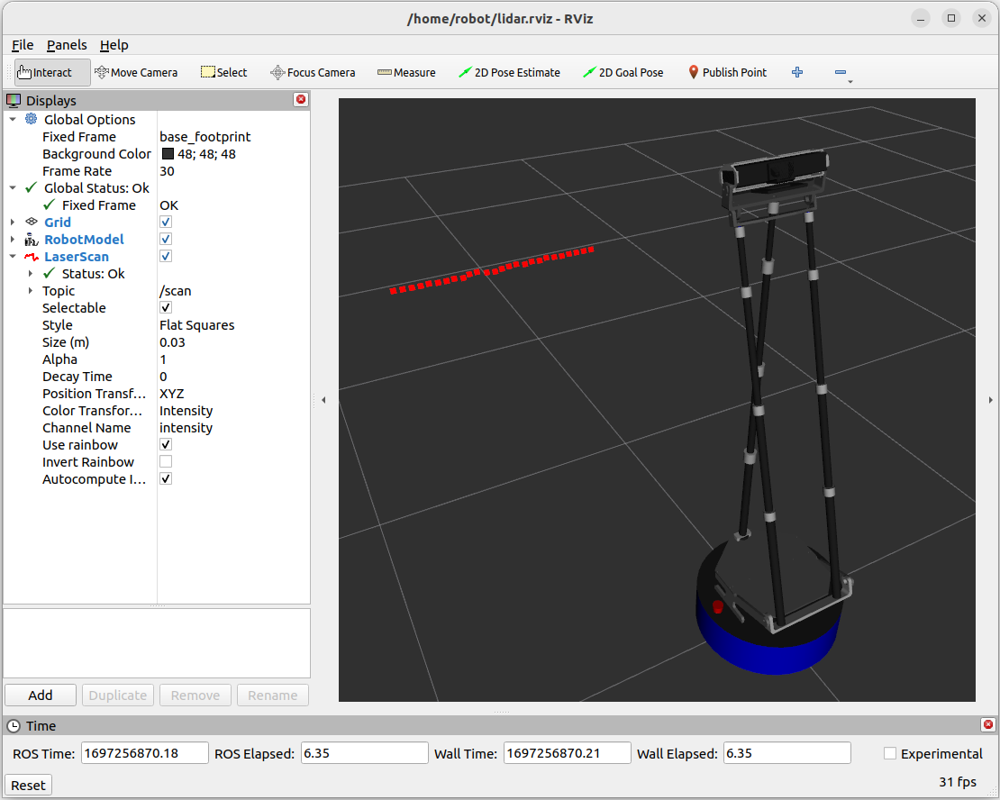 /home/robot/lidar.rviz - RViz
File Panels Help
Interact Move Camera Select Focus Camera Measure 2D Pose Estimate 2D Goal Pose Publish Point
Displays
Global Options
Fixed Frame base_footprint
Background Color 48; 48; 48
Frame Rate 30
Global Status: Ok
Fixed Frame OK
Grid
RobotModel
LaserScan
Status: Ok
Topic /scan
Selectable
Style Flat Squares
Size (m) 0.03
Alpha 1
Decay Time 0
Position Transf... XYZ
Color Transfor... Intensity
Channel Name intensity
Use rainbow
Invert Rainbow
Autocompute I...
Add Duplicate Remove Rename
Time
ROS Time: 1697256870.18 ROS Elapsed: 6.35 Wall Time: 1697256870.21 Wall Elapsed: 6.35 Experimental
Reset 31 fps